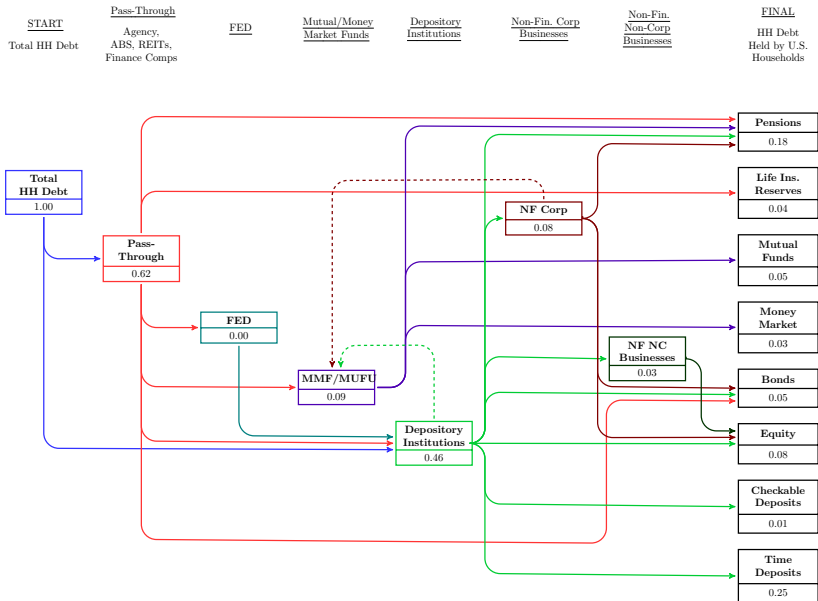 START
Total HH Debt
Pass-Through
Agency,
ABS, REITs,
Finance Comps
FED
Mutual/Money
Market Funds
Depository
Institutions
Non-Fin. Corp
Businesses
Non-Fin.
Non-Corp
Businesses
FINAL
HH Debt
Held by U.S.
Households
Pensions
0.18
Total
HH Debt
1.00
Life Ins.
Reserves
0.04
NF Corp
0.08
Pass-
Through
0.62
Mutual
Funds
0.05
FED
0.00
Money
Market
0.03
NF NC
Businesses
0.03
MMF/MUFU
0.09
Bonds
0.05
Depository
Institutions
0.46
Equity
0.08
Checkable
Deposits
0.01
Time
Deposits
0.25